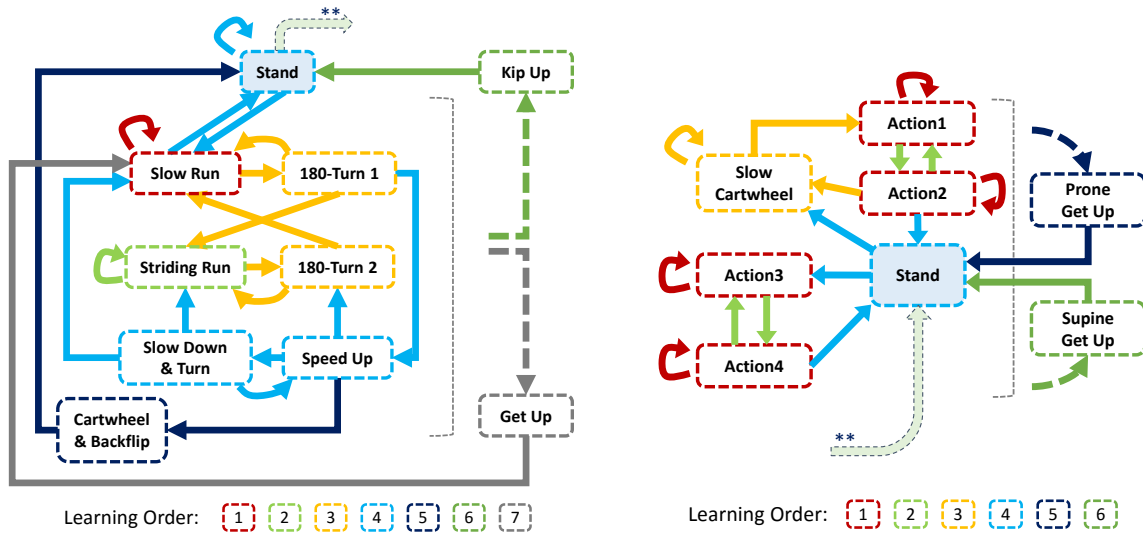 **
Stand
Kip Up
Slow Run
180-Turn 1
Striding Run
180-Turn 2
Slow Down
& Turn
Speed Up
Cartwheel
& Backflip
Get Up
Learning Order: 1 2 3 4 5 6 7
Action1
Slow
Cartwheel
Action2
Prone
Get Up
Action3
Stand
Supine
Get Up
Action4
**
Learning Order: 1 2 3 4 5 6